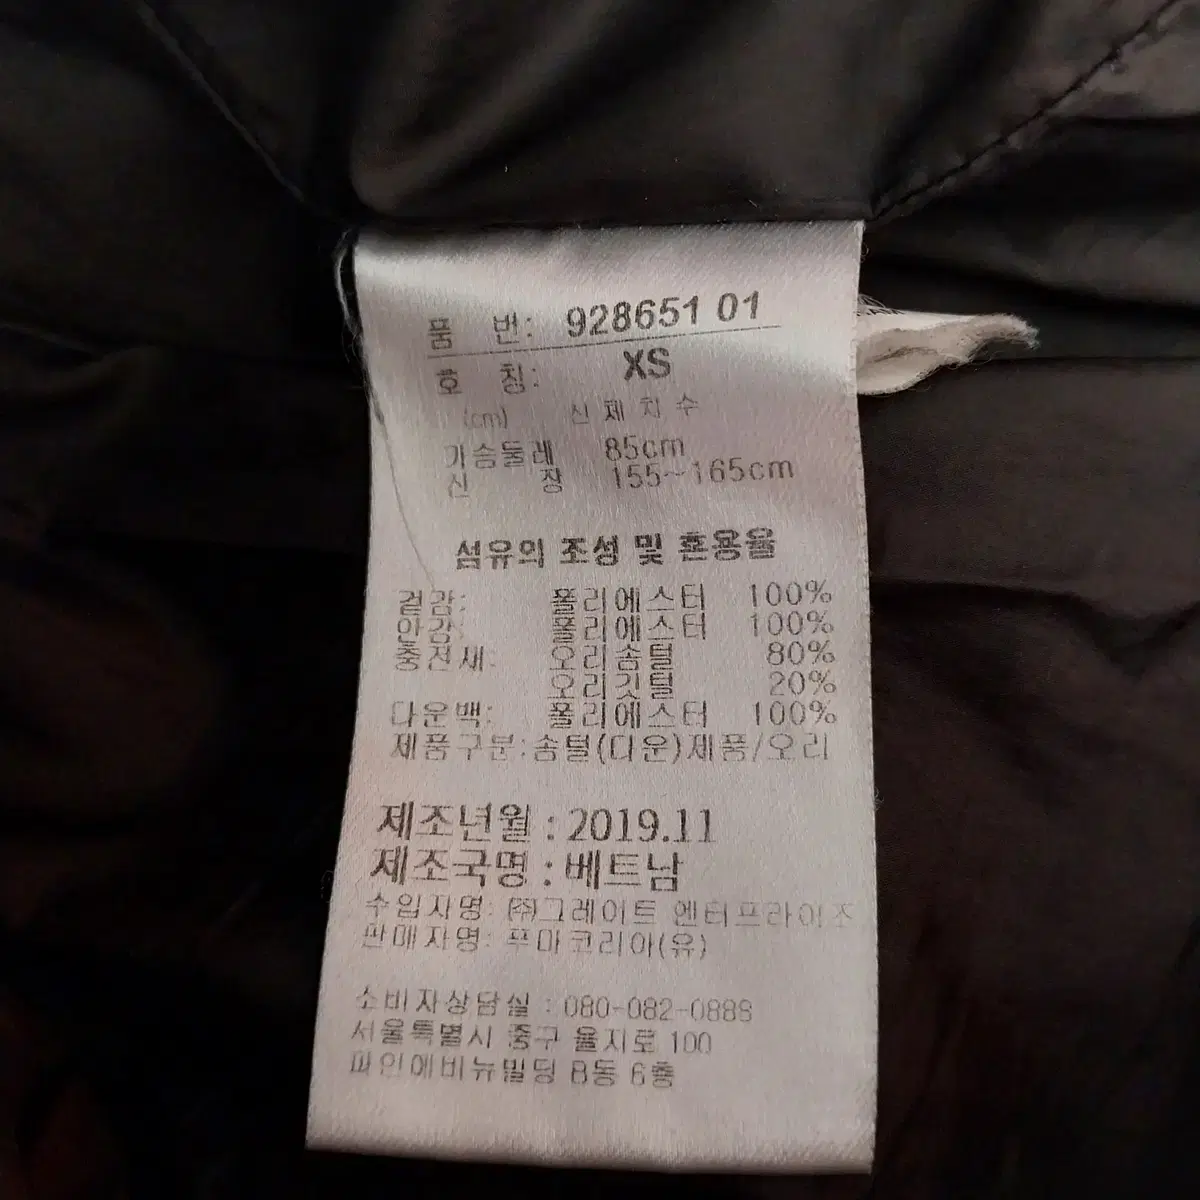 품 번: 928651 01
호 칭: XS
(cm) 신체치수
가슴둘레 85cm
신 장 155~165cm
섬유의 조성 및 혼용율
겉감: 폴리에스터 100%
안감: 폴리에스터 100%
충전재: 오리솜털 80%
오리깃털 20%
다운백: 폴리에스터 100%
제품구분:솜털(다운)제품/오리
제조년월 : 2019.11
제조국명 : 베트남
수입자명: (주)그레이트 엔터프라이즈
판매자명: 푸마코리아(유)
소비자상담실 : 080-082-0888
서울특별시 중구 을지로 100
파인에비뉴빌딩 B동 6층